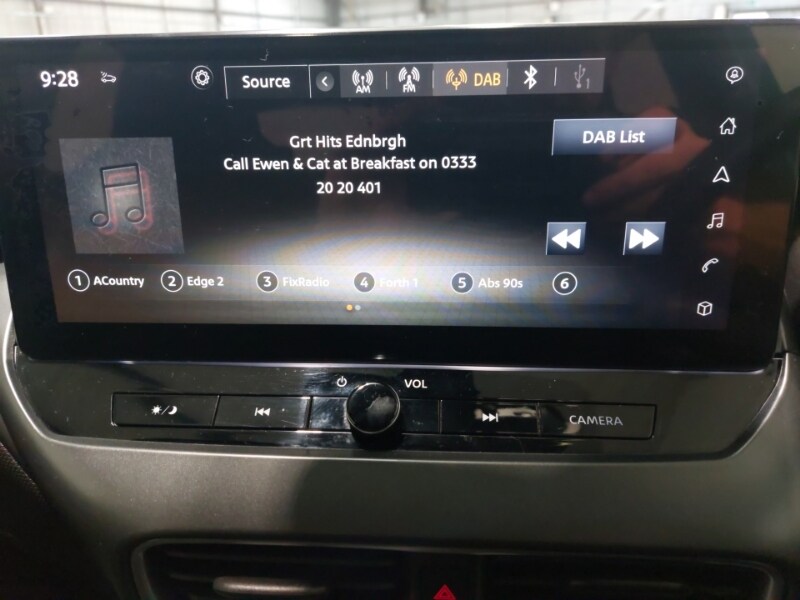 9:28
Source
AM
FM
DAB
Grt Hits Ednbrgh
DAB List
Call Ewen & Cat at Breakfast on 0333
20 20 401
1 ACountry
2 Edge 2
3 FixRadio
4 Forth 1
5 Abs 90s
6
VOL
CAMERA